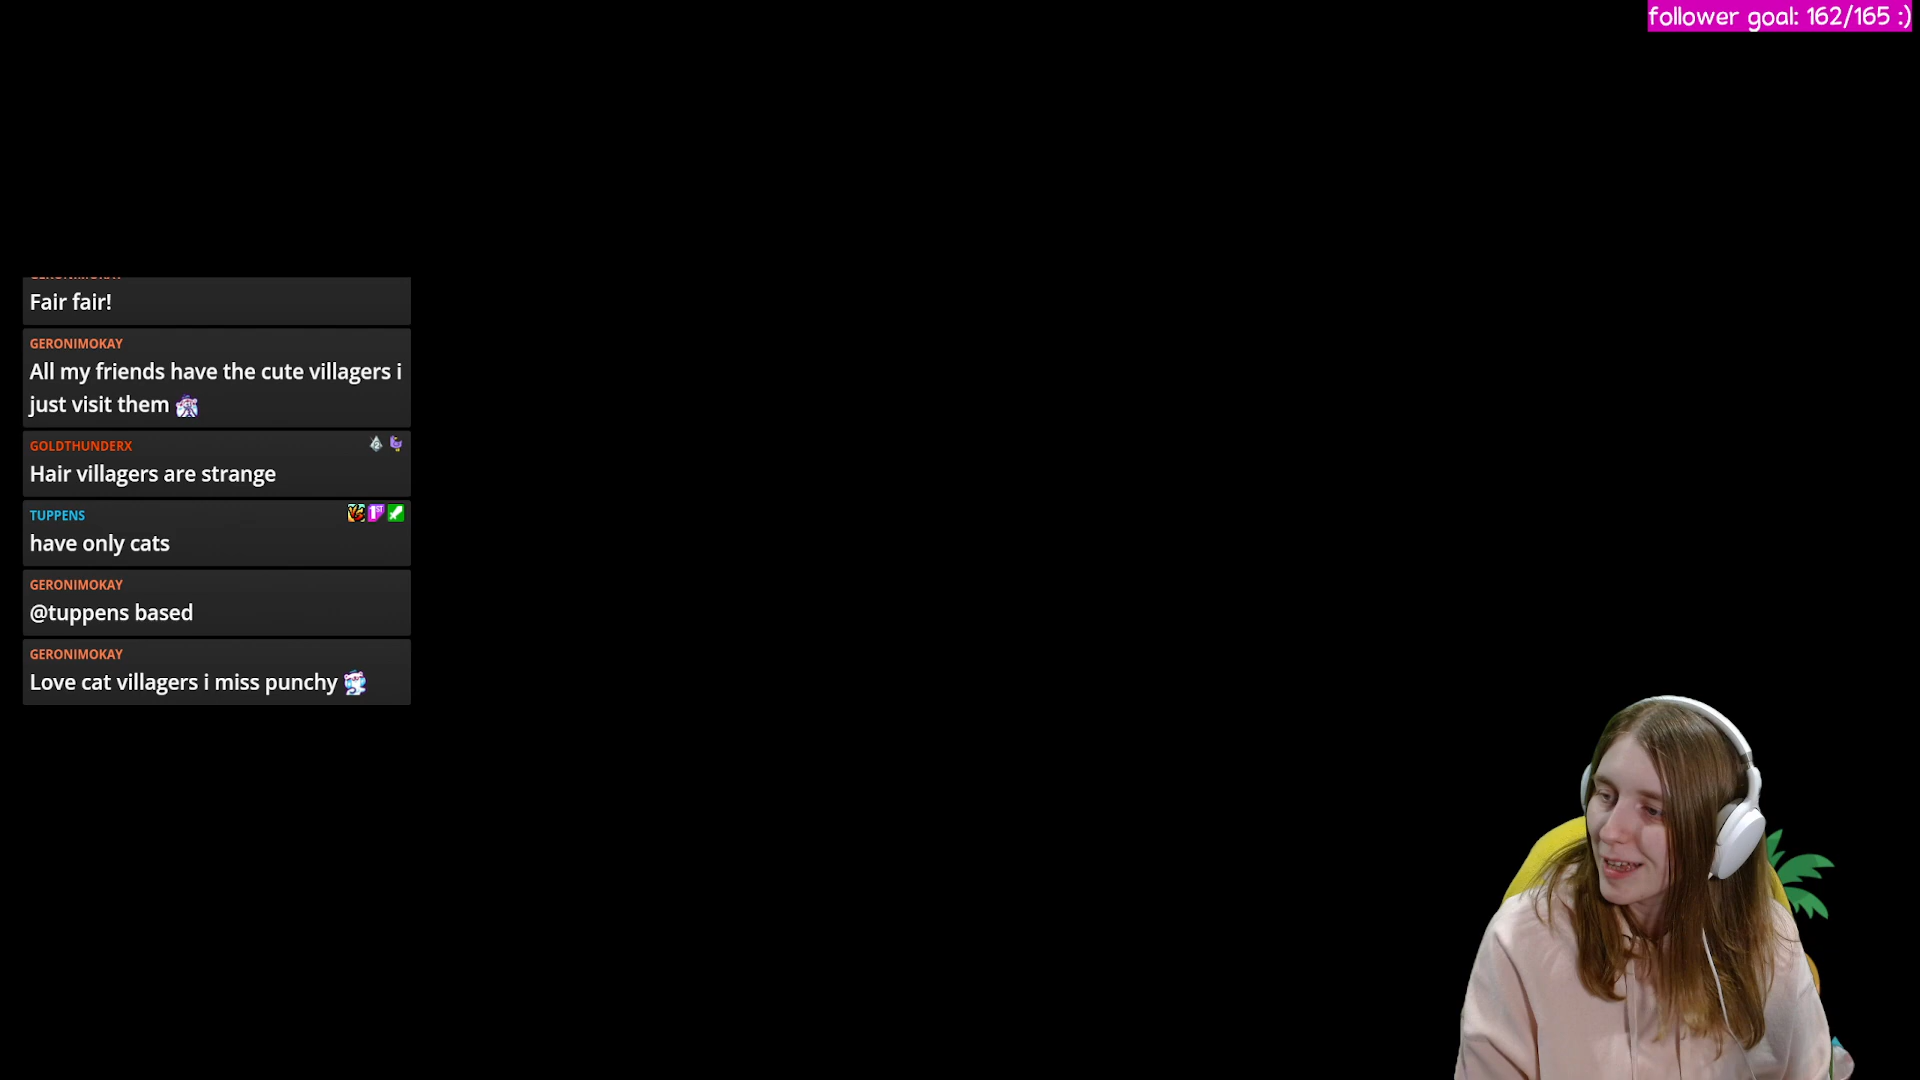 follower goal: 162/165 :)
Fair fair!
GERONIMOKAY
All my friends have the cute villagers i
just visit them
GOLDTHUNDERX
Hair villagers are strange
TUPPENS
1ST
have only cats
GERONIMOKAY
@tuppens based
GERONIMOKAY
Love cat villagers i miss punchy